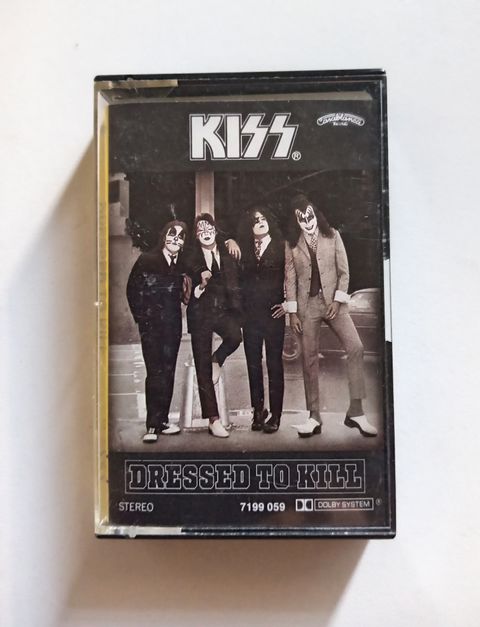 KISS®
Casablanca
DRESSED TO KILL
STEREO 7199 059 DOLBY SYSTEM ®